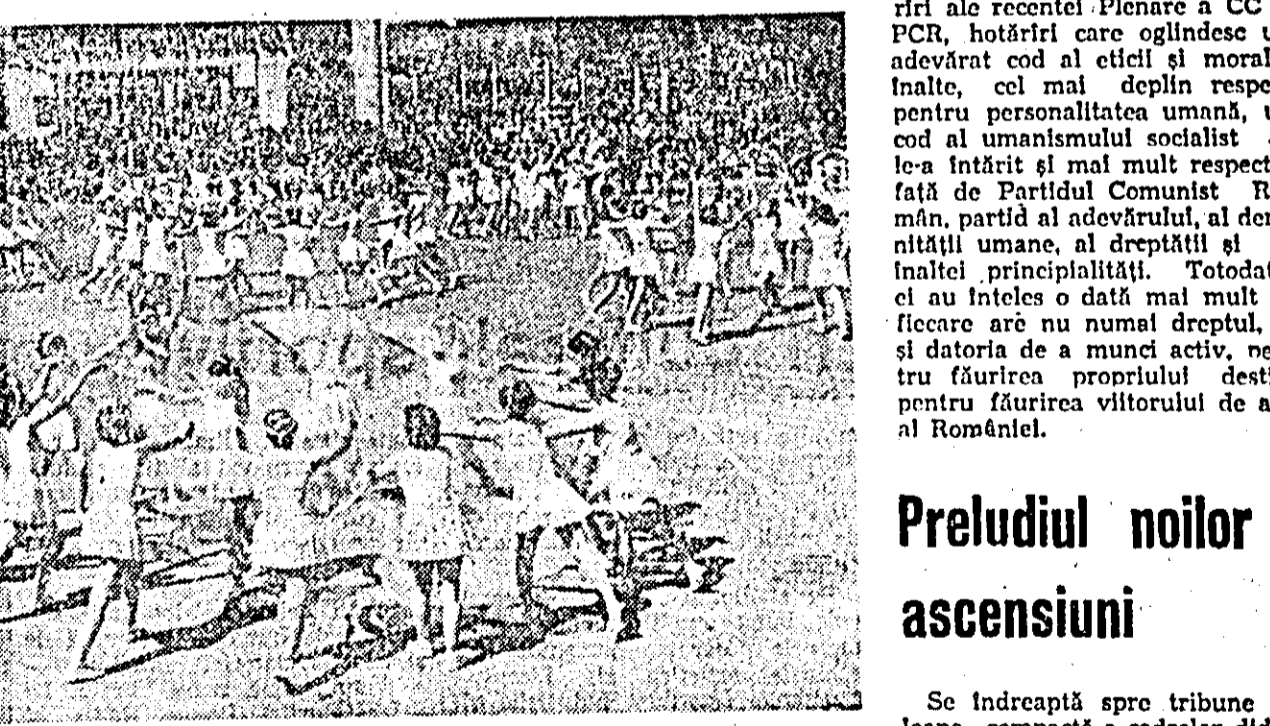 rîri ale recentei Plenare a CC
PCR, hotărîri care oglindesc u
adevărat cod al eticii și moral
înalte, cel mai deplin respe
pentru personalitatea umană, u
cod al umanismului socialist
le-a întărit și mai mult respect
față de Partidul Comunist R
mân, partid al adevărului, al dem
nității umane, al dreptății și
înaltei principialități. Totodat
ei au înteles o dată mai mult
fiecare are nu numai dreptul,
și datoria de a munci activ, pe
tru făurirea propriului desti
pentru făurirea viitorului de a
al României.
Preludiul noilor
ascensiuni
Se îndreaptă spre tribune